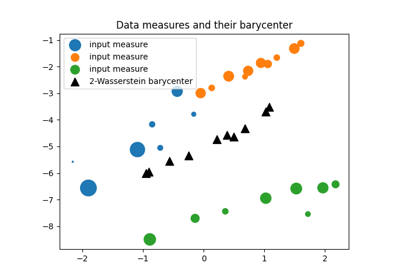 Data measures and their barycenter
input measure
input measure
input measure
2-Wasserstein barycenter
−1
−2
−3
−4
−5
−6
−7
−8
−2 −1 0 1 2